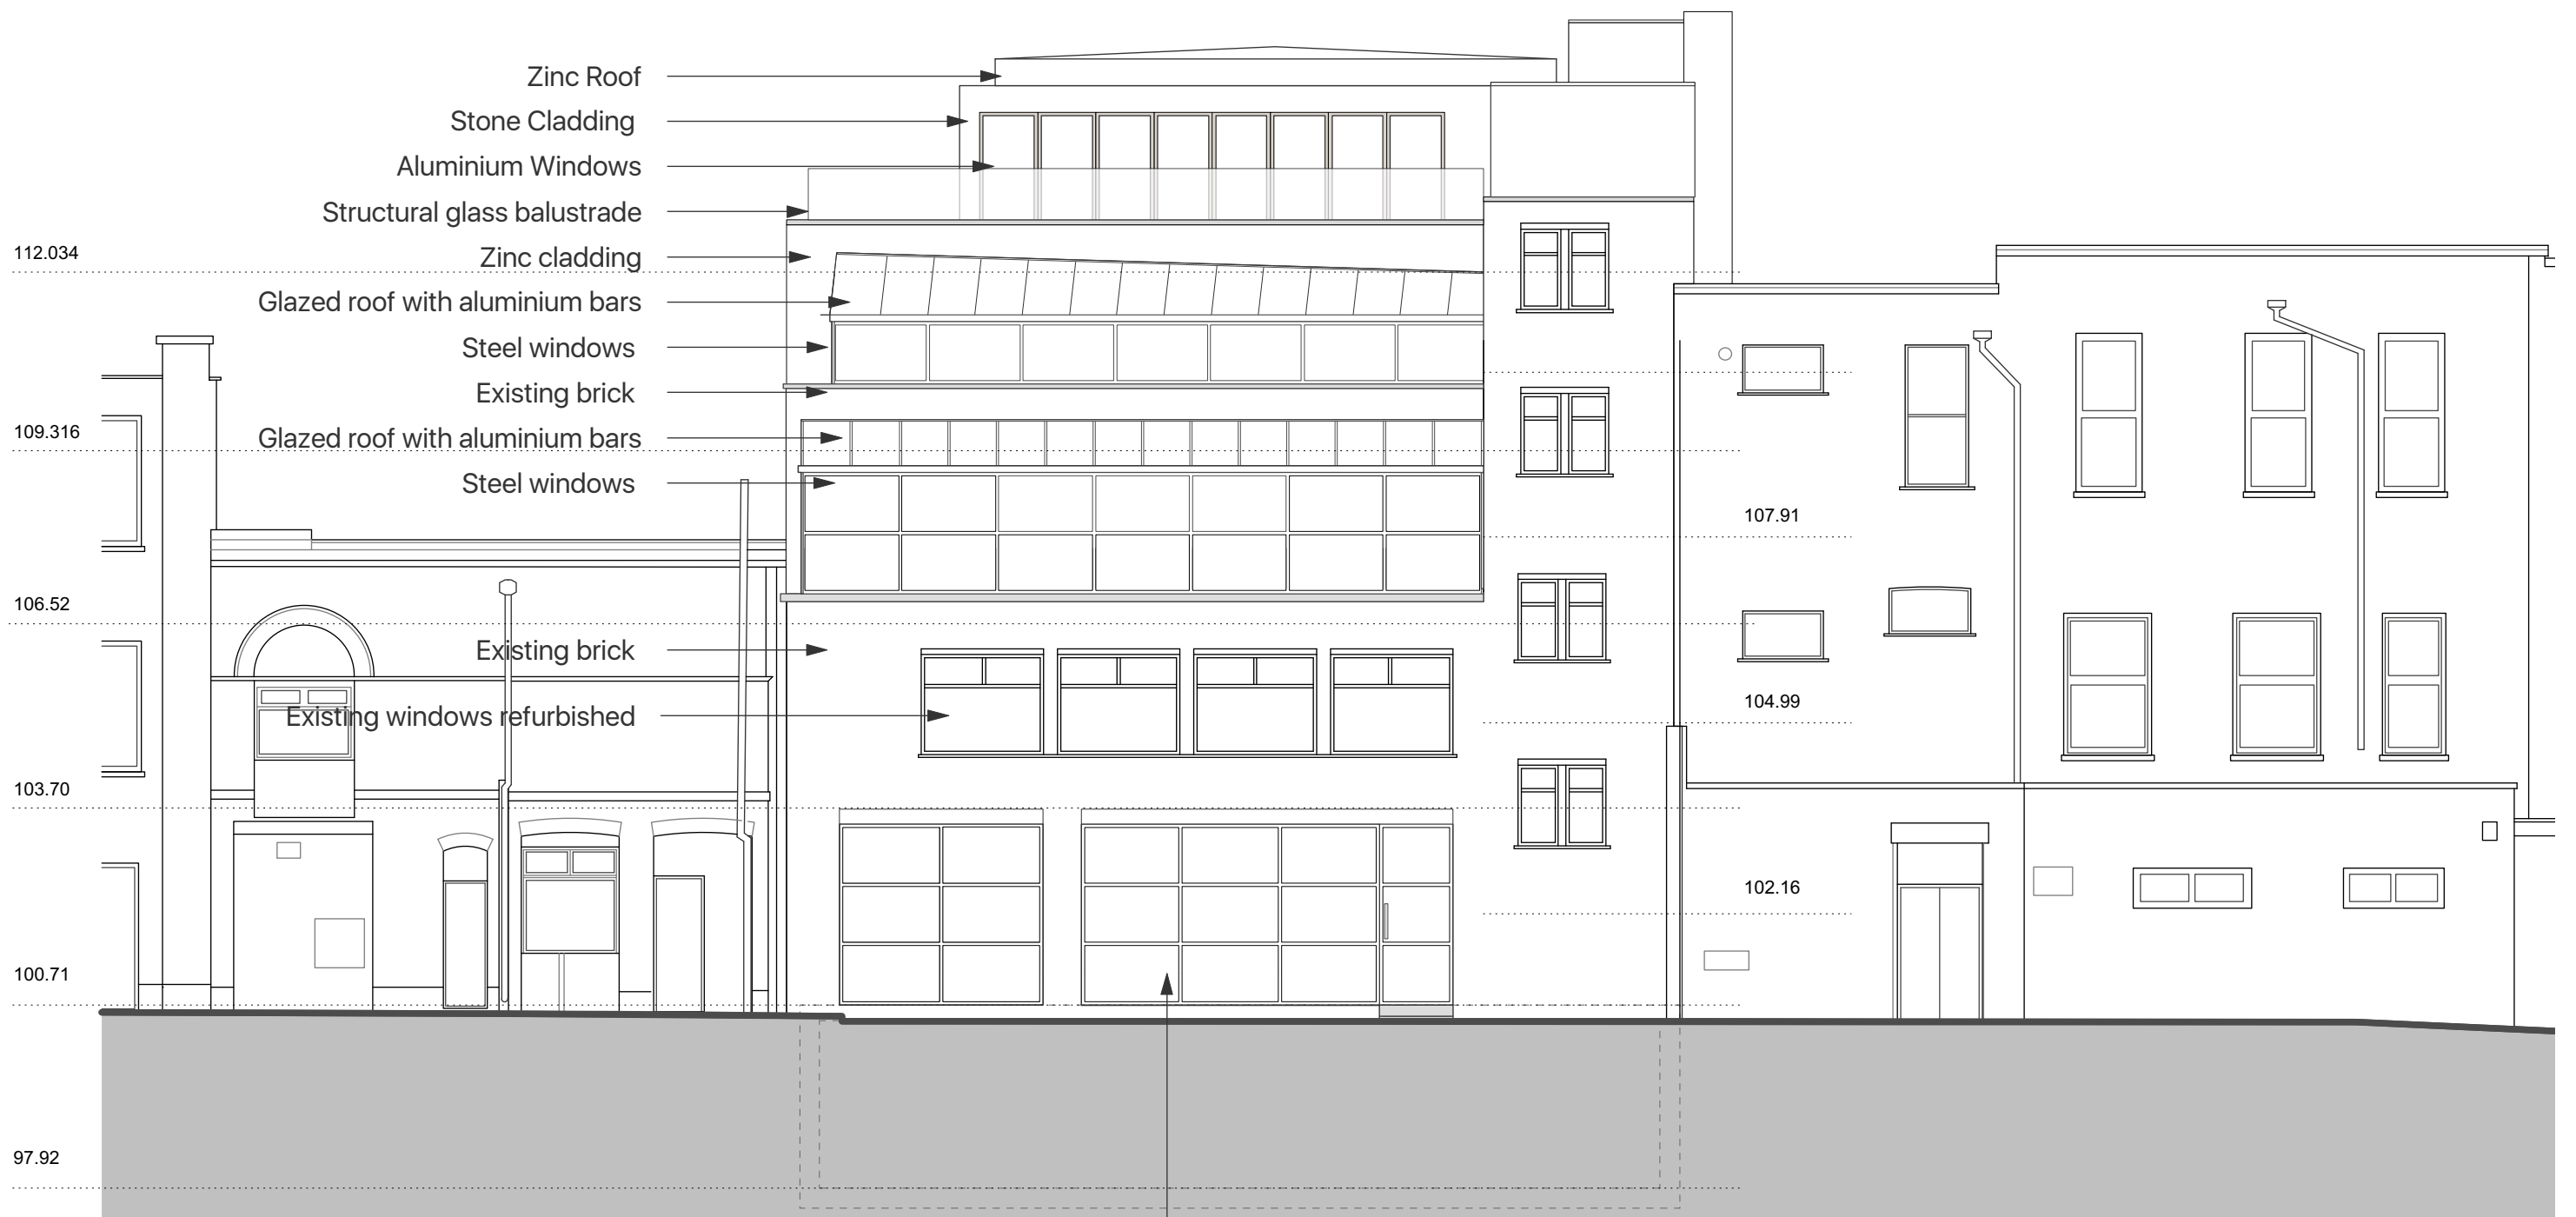 Zinc Roof
Stone Cladding
Aluminium Windows
Structural glass balustrade
112.034
Zinc cladding
Glazed roof with aluminium bars
Steel windows
Existing brick
109.316
Glazed roof with aluminium bars
Steel windows
107.91
106.52
Existing brick
104.99
Existing windows refurbished
103.70
102.16
100.71
97.92